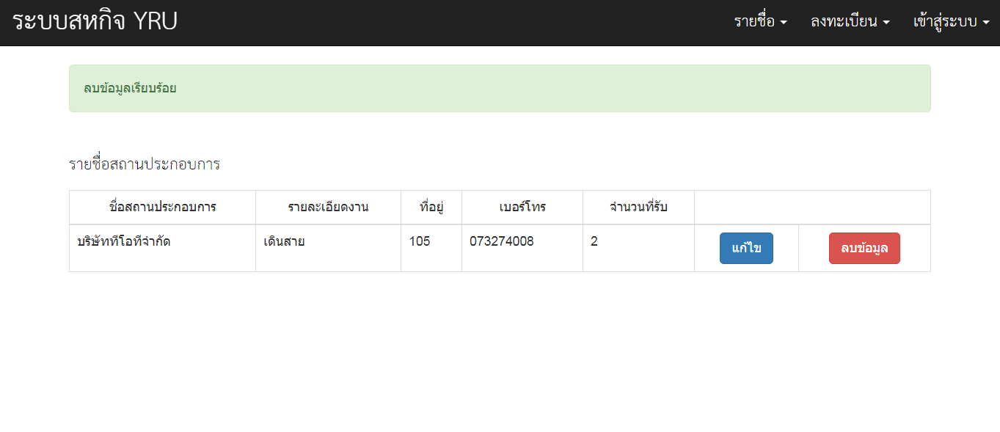 ระบบสหกิจ YRU รายชื่อ ลงทะเบียน เข้าสู่ระบบ
ลบข้อมูลเรียบร้อย
รายชื่อสถานประกอบการ
ชื่อสถานประกอบการ รายละเอียดงาน ที่อยู่ เบอร์โทร จำนวนที่รับ
บริษัททีโอทีจำกัด เดินสาย 105 073274008 2 แก้ไข ลบข้อมูล